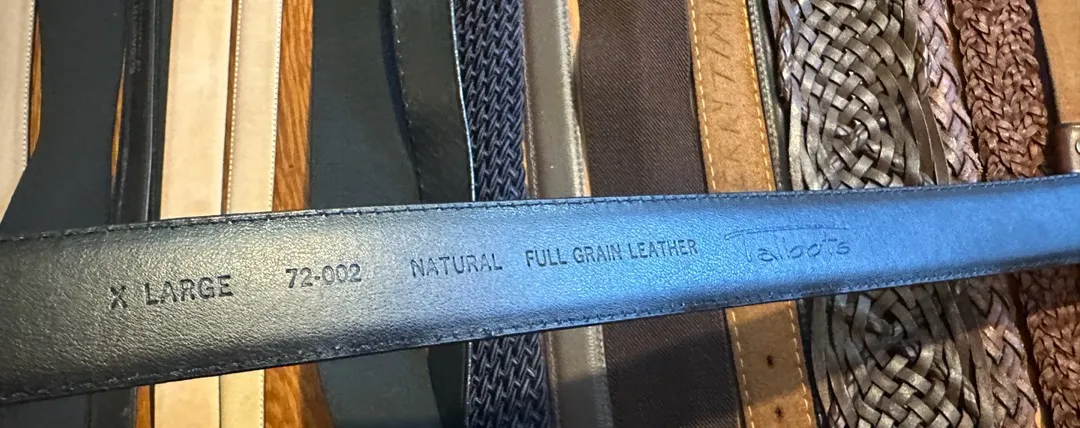 X LARGE 72-002 NATURAL FULL GRAIN LEATHER Talbots